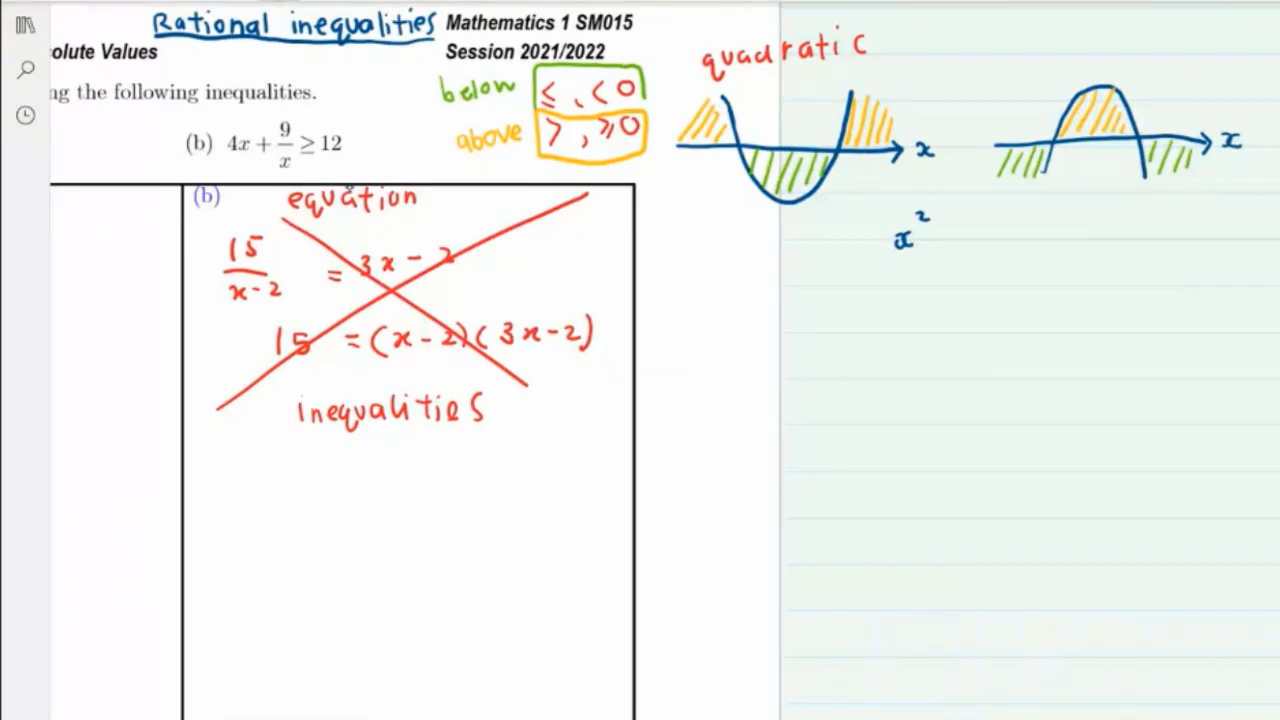 Rational inequalities
Mathematics 1 SM015
olute Values
Session 2021/2022
ng the following inequalities.
below ≤ , < 0
above > , ≥ 0
(b) 4x + 9/x ≥ 12
(b)
equation
15/x-2 = 3x - 2
15 = (x - 2)(3x - 2)
inequalities
quadratic
x
x
x²